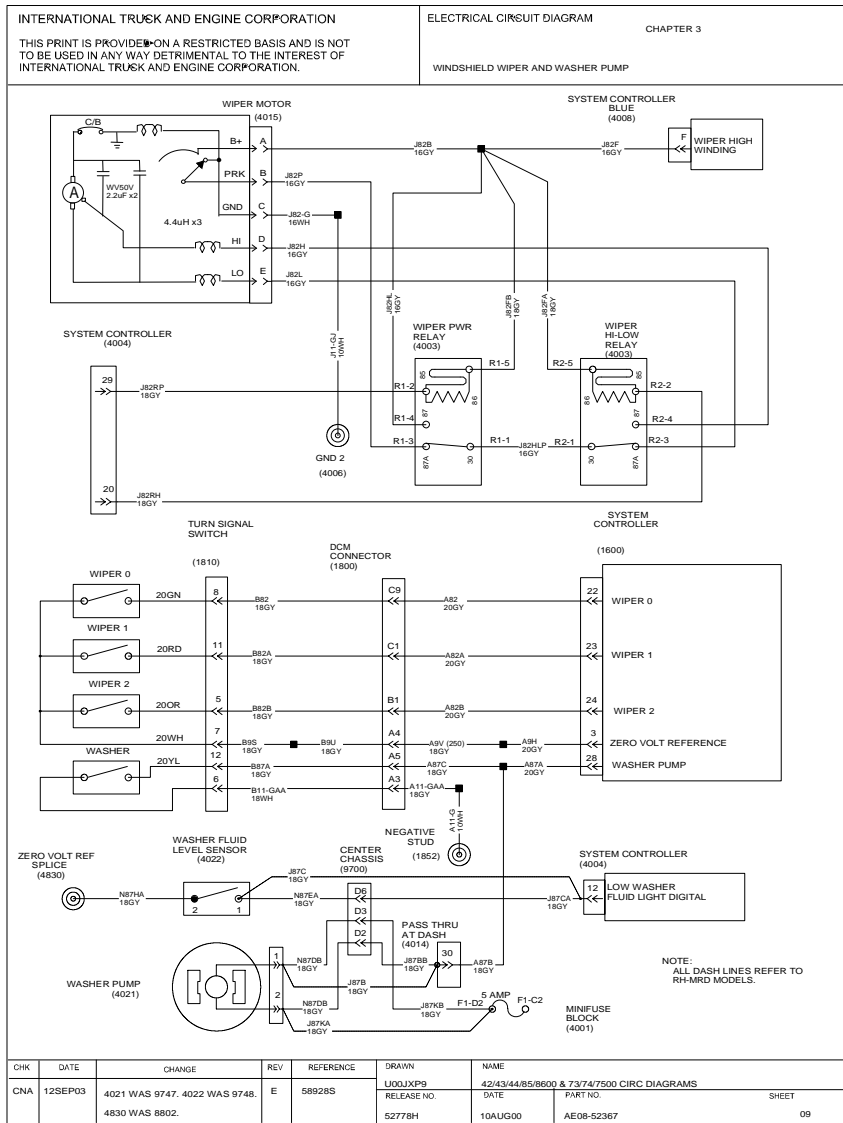 INTERNATIONAL TRUCK AND ENGINE CORPORATION
THIS PRINT IS PROVIDED ON A RESTRICTED BASIS AND IS NOT
TO BE USED IN ANY WAY DETRIMENTAL TO THE INTEREST OF
INTERNATIONAL TRUCK AND ENGINE CORPORATION.
ELECTRICAL CIRCUIT DIAGRAM
CHAPTER 3
WINDSHIELD WIPER AND WASHER PUMP
WIPER MOTOR
(4015)
SYSTEM CONTROLLER
BLUE
(4008)
C/B
B+ A
J82B
16GY
J82F
16GY
F
WIPER HIGH
WINDING
PRK B
J82P
16GY
A
WV50V
2.2uF x2
4.4uH x3
GND C
J82-G
16WH
HI D
J82H
16GY
LO E
J82L
16GY
J82HL
16GY
J82FB
18GY
J82FA
18GY
J11-GJ
10WH
SYSTEM CONTROLLER
(4004)
WIPER PWR
RELAY
(4003)
WIPER
HI-LOW
RELAY
(4003)
29
J82RP
18GY
R1-2
R1-5
R2-5
R2-2
85
86
85
86
R1-4
87
87
R2-4
R1-3
R1-1
J82HLP
16GY
R2-1
R2-3
87A
30
30
87A
GND 2
(4006)
20
J82RH
18GY
TURN SIGNAL
SWITCH
(1810)
DCM
CONNECTOR
(1800)
SYSTEM
CONTROLLER
(1600)
WIPER 0
20GN
8
B82
18GY
C9
A82
20GY
22
WIPER 0
WIPER 1
20RD
11
B82A
18GY
C1
A82A
20GY
23
WIPER 1
WIPER 2
20OR
5
B82B
18GY
B1
A82B
20GY
24
WIPER 2
20WH
7
B9S
18GY
B9U
18GY
A4
A9V (250)
18GY
A9H
20GY
3
ZERO VOLT REFERENCE
WASHER
20YL
12
B87A
18GY
A5
A87C
18GY
A87A
20GY
28
WASHER PUMP
6
B11-GAA
18WH
A3
A11-GAA
18GY
A11-G
10WH
NEGATIVE
STUD
(1852)
ZERO VOLT REF
SPLICE
(4830)
WASHER FLUID
LEVEL SENSOR
(4022)
CENTER
CHASSIS
(9700)
SYSTEM CONTROLLER
(4004)
J87C
18GY
N87HA
18GY
2
1
N87EA
18GY
D6
J87CA
18GY
12
LOW WASHER
FLUID LIGHT DIGITAL
D3
D2
PASS THRU
AT DASH
(4014)
WASHER PUMP
(4021)
1
N87DB
18GY
J87B
18GY
J87BB
18GY
30
A87B
18GY
2
N87DB
18GY
J87KA
18GY
J87KB
18GY
F1-D2
5 AMP
F1-C2
MINIFUSE
BLOCK
(4001)
NOTE:
ALL DASH LINES REFER TO
RH-MRD MODELS.
CHK DATE CHANGE REV REFERENCE DRAWN NAME
CNA 12SEP03 4021 WAS 9747. 4022 WAS 9748. E 58928S U00JXP9 42/43/44/85/8600 & 73/74/7500 CIRC DIAGRAMS
4830 WAS 8802.
RELEASE NO. DATE PART NO. SHEET
52778H 10AUG00 AE08-52367 09